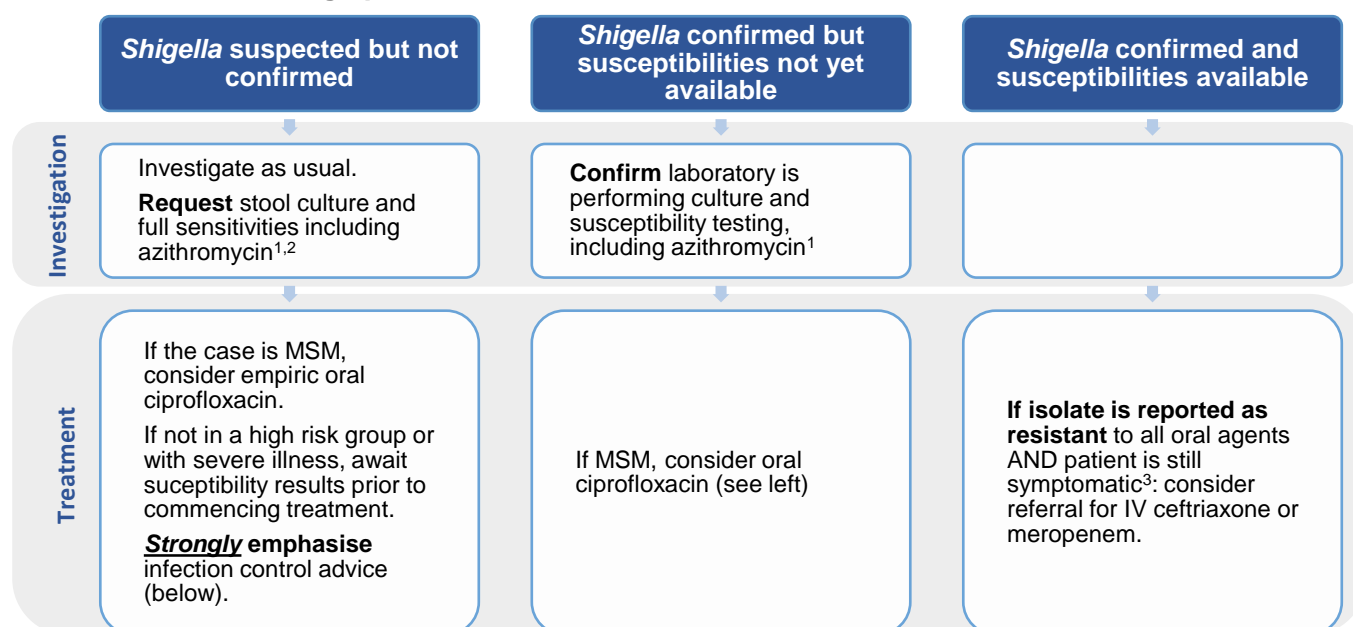 Shigella suspected but not
confirmed
Shigella confirmed but
susceptibilities not yet
available
Shigella confirmed and
susceptibilities available
Investigation
Investigate as usual.
Request stool culture and
full sensitivities including
azithromycin1,2
Confirm laboratory is
performing culture and
susceptibility testing,
including azithromycin1
Treatment
If the case is MSM,
consider empiric oral
ciprofloxacin.
If not in a high risk group or
with severe illness, await
suceptibility results prior to
commencing treatment.
Strongly emphasise
infection control advice
(below).
If MSM, consider oral
ciprofloxacin (see left)
If isolate is reported as
resistant to all oral agents
AND patient is still
symptomatic3: consider
referral for IV ceftriaxone or
meropenem.